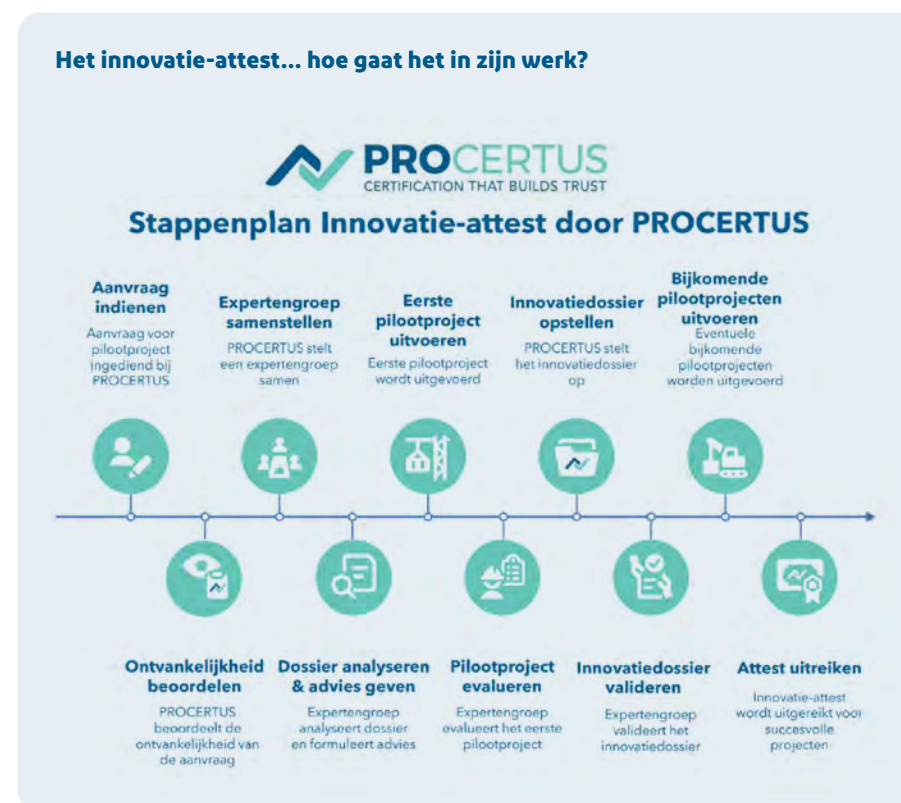 Het innovatie-attest... hoe gaat het in zijn werk?
PROCERTUS
CERTIFICATION THAT BUILDS TRUST
Stappenplan Innovatie-attest door PROCERTUS
Aanvraag
indienen
Aanvraag voor
pilootproject
ingediend bij
PROCERTUS
Expertengroep
samenstellen
PROCERTUS stelt
een expertengroep
samen
Eerste
pilootproject
uitvoeren
Eerste pilootproject
wordt uitgevoerd
Innovatiedossier
opstellen
PROCERTUS stelt
het innovatiedossier
op
Bijkomende
pilootprojecten
uitvoeren
Eventuele
bijkomende
pilootprojecten
worden uitgevoerd
Ontvankelijkheid
beoordelen
PROCERTUS
beoordeelt de
ontvankelijkheid van
de aanvraag
Dossier analyseren
& advies geven
Expertengroep
analyseert dossier
en formuleert advies
Pilootproject
evalueren
Expertengroep
evalueert het eerste
pilootproject
Innovatiedossier
valideren
Expertengroep
valideert het
innovatiedossier
Attest uitreiken
Innovatie-attest
wordt uitgereikt voor
succesvolle
projecten